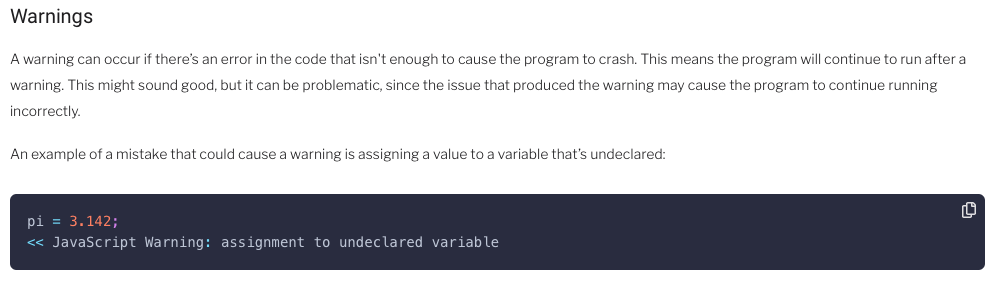 Warnings
A warning can occur if there’s an error in the code that isn't enough to cause the program to crash. This means the program will continue to run after a
warning. This might sound good, but it can be problematic, since the issue that produced the warning may cause the program to continue running
incorrectly.
An example of a mistake that could cause a warning is assigning a value to a variable that’s undeclared:
pi = 3.142;
<< JavaScript Warning: assignment to undeclared variable